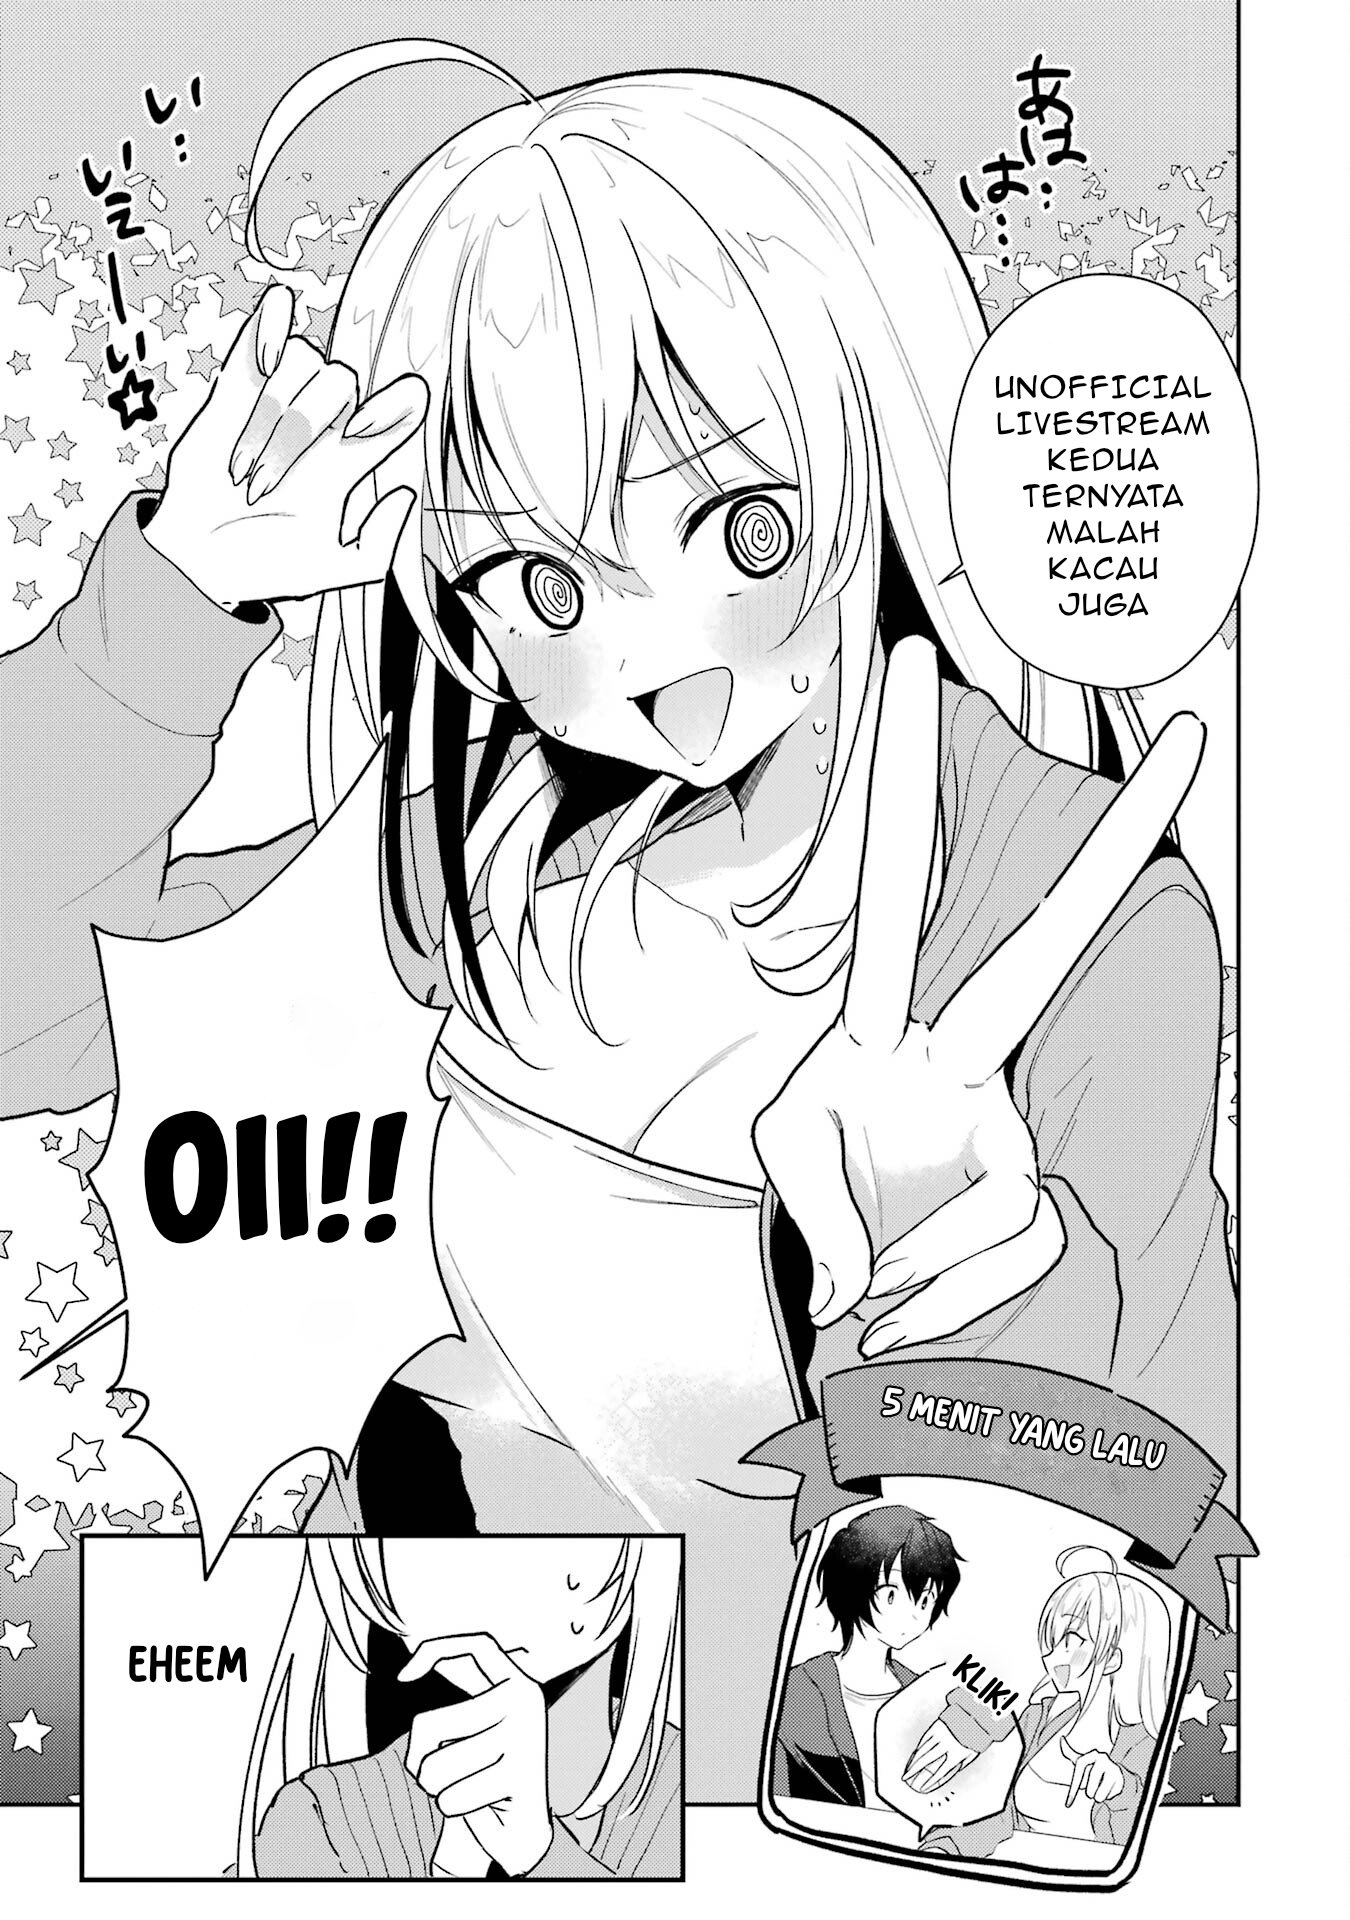 あは…
は…
UNOFFICIAL
LIVESTREAM
KEDUA
TERNYATA
MALAH
KACAU
JUGA
い…
いえーい☆
OII!!
5 MENIT YANG LALU
KLIK!
EHEEM